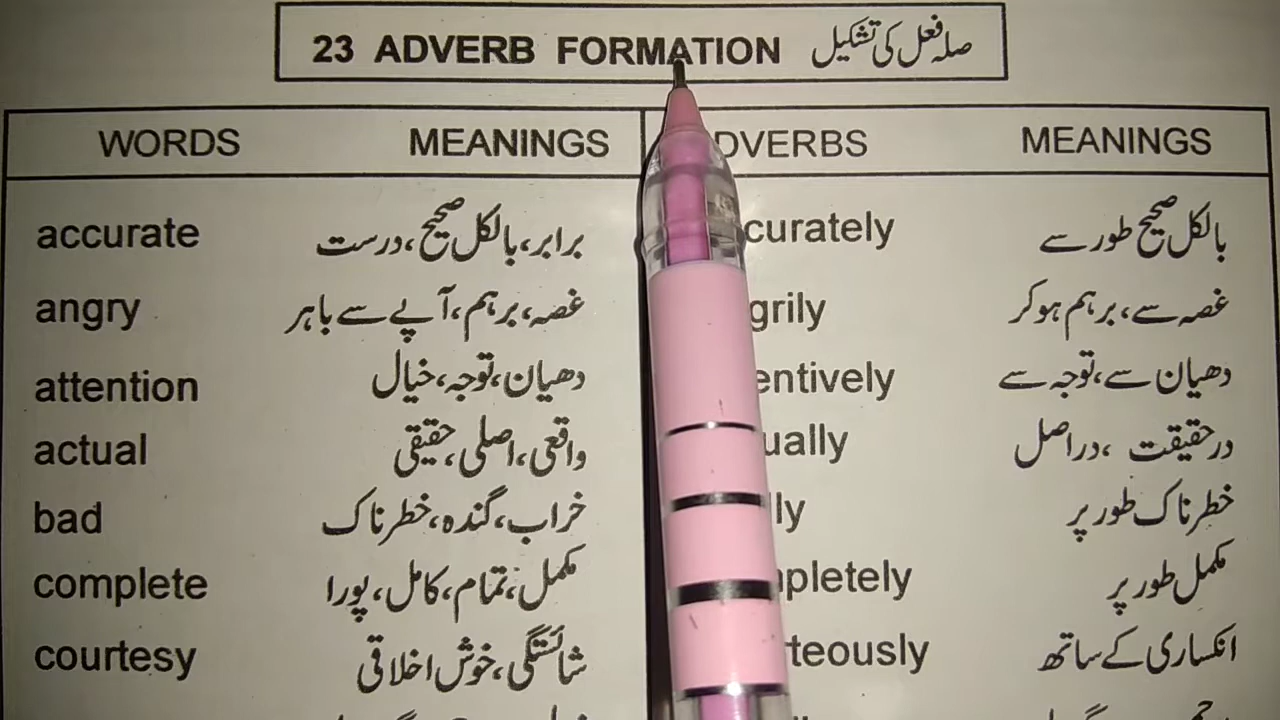 23 ADVERB FORMATION صلہ فعل کی تشکیل
WORDS MEANINGS ADVERBS MEANINGS
accurate برابر، بالکل صحیح، درست curately بالکل صحیح طور سے
angry غصہ، برہم، آپے سے باہر grily غصہ سے، برہم ہوکر
attention دھیان، توجہ، خیال entively دھیان سے، توجہ سے
actual واقعی، اصلی، حقیقی ually درحقیقت، دراصل
bad خراب، گندہ، خطرناک lly خطرناک طور پر
complete مکمل، تمام، کامل، پورا pletely مکمل طور پر
courtesy شائستگی، خوش اخلاقی teously انکساری کے ساتھ